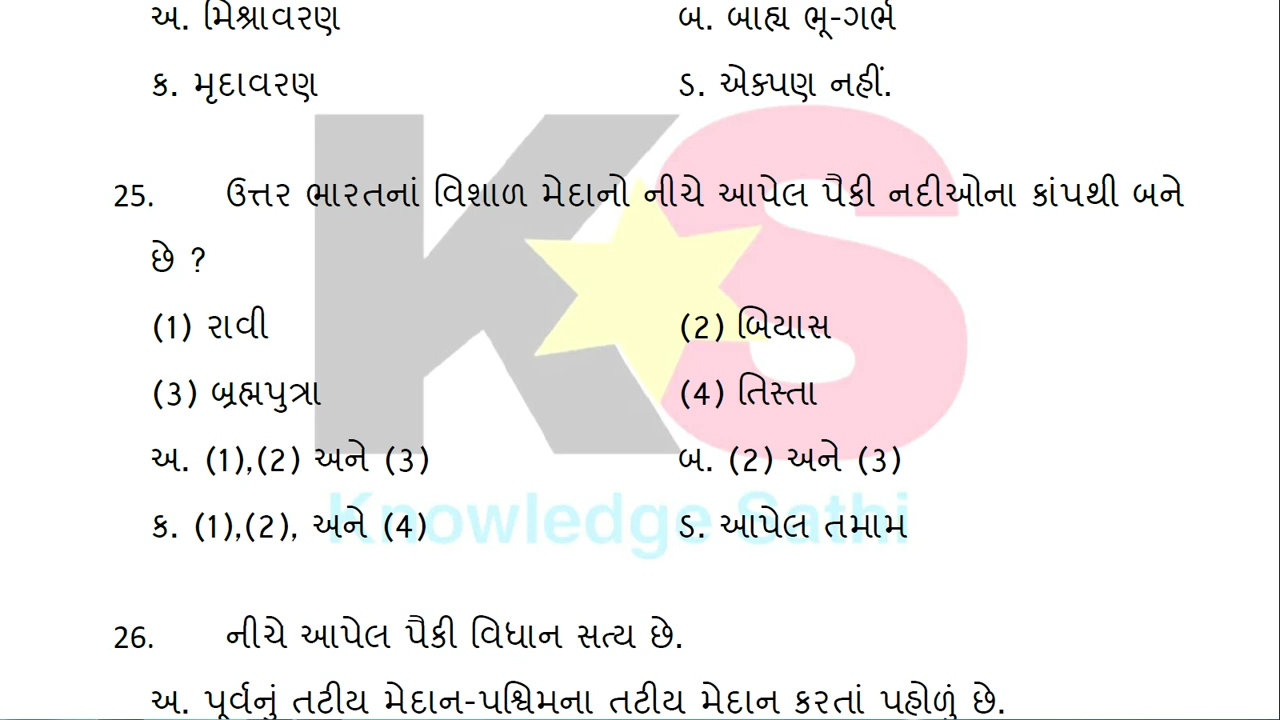 અ. મિશ્રાવરણ બ. બાહ્ય ભૂ-ગર્ભ
ક. મૃદાવરણ ડ. એકપણ નહીં.
25. ઉત્તર ભારતનાં વિશાળ મેદાનો નીચે આપેલ પૈકી નદીઓના કાંપથી બને
છે ?
(1) રાવી (2) બિયાસ
(3) બ્રહ્મપુત્રા (4) તિસ્તા
અ. (1),(2) અને (3) બ. (2) અને (3)
ક. (1),(2), અને (4) ડ. આપેલ તમામ
KS
Knowledge Sathi
26. નીચે આપેલ પૈકી વિધાન સત્ય છે.
અ. પૂર્વનું તટીય મેદાન-પશ્ચિમના તટીય મેદાન કરતાં પહોળું છે.